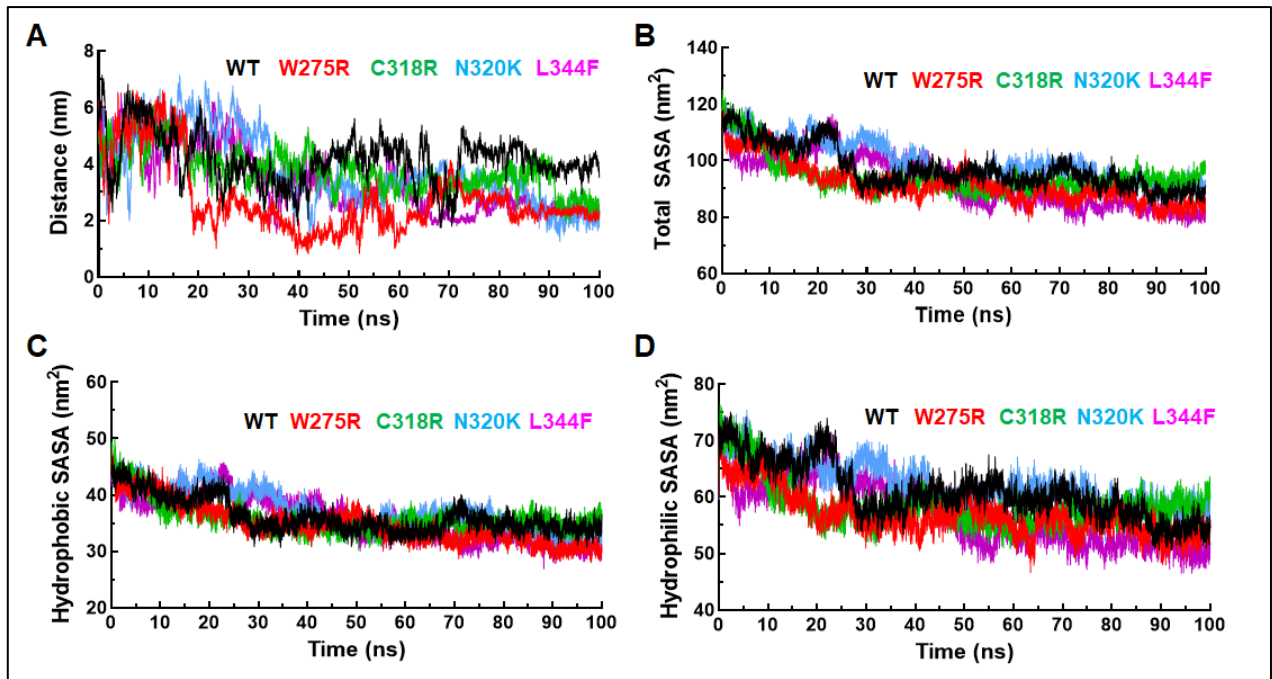 A
WT W275R C318R N320K L344F
Distance (nm)
8
6
4
2
0
0 10 20 30 40 50 60 70 80 90 100
Time (ns)
B
WT W275R C318R N320K L344F
Total SASA (nm²)
140
120
100
80
60
0 10 20 30 40 50 60 70 80 90 100
Time (ns)
C
WT W275R C318R N320K L344F
Hydrophobic SASA (nm²)
60
50
40
30
20
0 10 20 30 40 50 60 70 80 90 100
Time (ns)
D
WT W275R C318R N320K L344F
Hydrophilic SASA (nm²)
80
70
60
50
40
0 10 20 30 40 50 60 70 80 90 100
Time (ns)